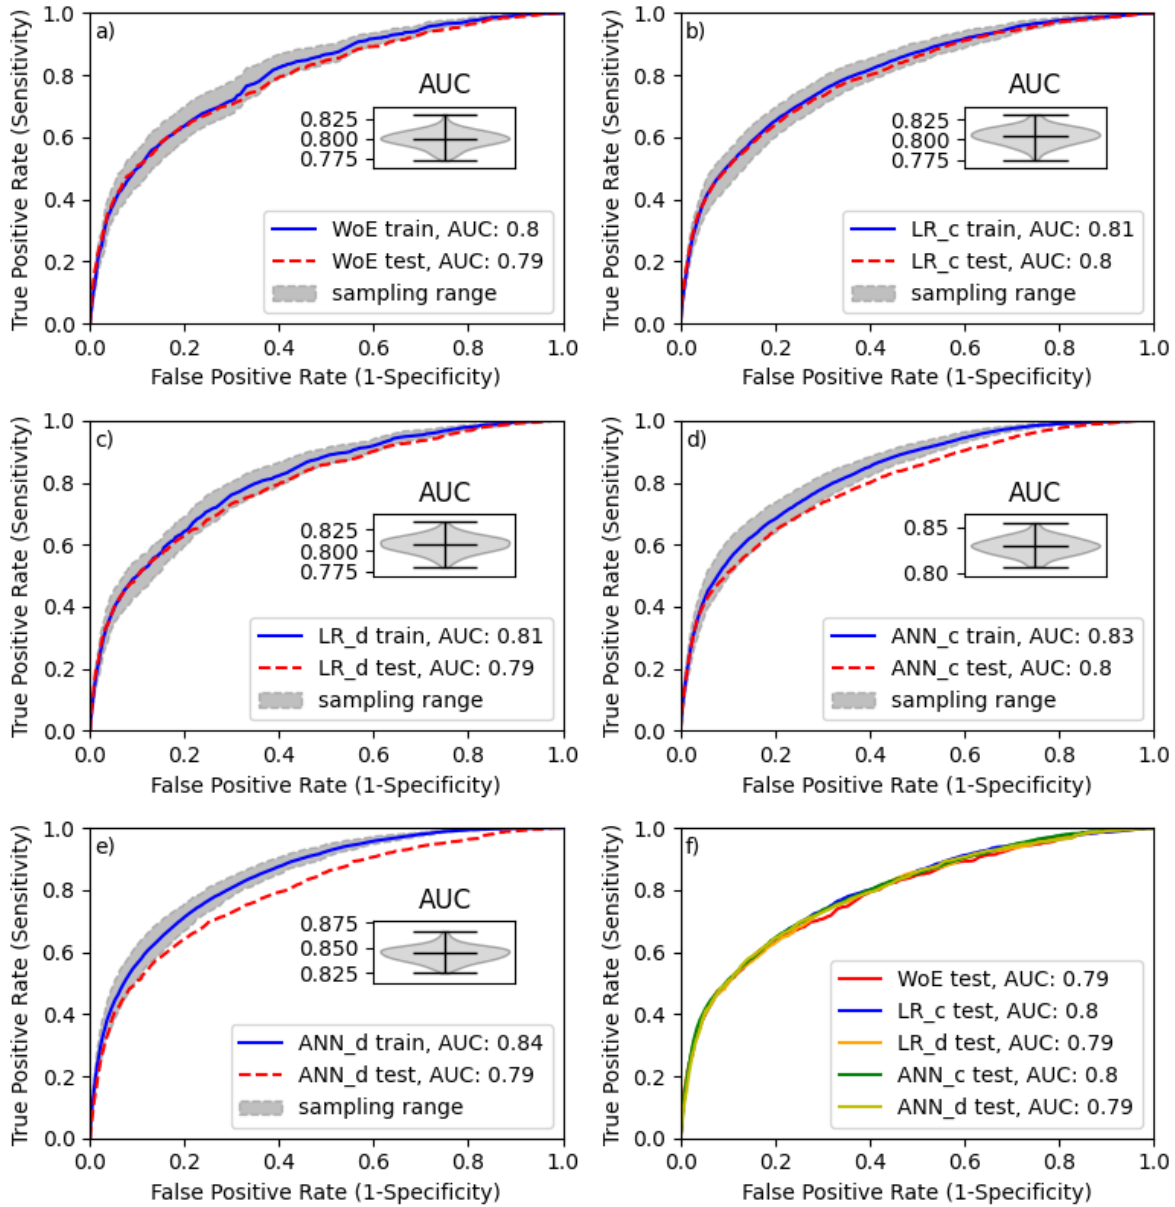 a)
True Positive Rate (Sensitivity)
1.0
0.8
0.6
0.4
0.2
0.0
AUC
0.825
0.800
0.775
WoE train, AUC: 0.8
WoE test, AUC: 0.79
sampling range
0.0 0.2 0.4 0.6 0.8 1.0
False Positive Rate (1-Specificity)
b)
True Positive Rate (Sensitivity)
1.0
0.8
0.6
0.4
0.2
0.0
AUC
0.825
0.800
0.775
LR_c train, AUC: 0.81
LR_c test, AUC: 0.8
sampling range
0.0 0.2 0.4 0.6 0.8 1.0
False Positive Rate (1-Specificity)
c)
True Positive Rate (Sensitivity)
1.0
0.8
0.6
0.4
0.2
0.0
AUC
0.825
0.800
0.775
LR_d train, AUC: 0.81
LR_d test, AUC: 0.79
sampling range
0.0 0.2 0.4 0.6 0.8 1.0
False Positive Rate (1-Specificity)
d)
True Positive Rate (Sensitivity)
1.0
0.8
0.6
0.4
0.2
0.0
AUC
0.85
0.80
ANN_c train, AUC: 0.83
ANN_c test, AUC: 0.8
sampling range
0.0 0.2 0.4 0.6 0.8 1.0
False Positive Rate (1-Specificity)
e)
True Positive Rate (Sensitivity)
1.0
0.8
0.6
0.4
0.2
0.0
AUC
0.875
0.850
0.825
ANN_d train, AUC: 0.84
ANN_d test, AUC: 0.79
sampling range
0.0 0.2 0.4 0.6 0.8 1.0
False Positive Rate (1-Specificity)
f)
True Positive Rate (Sensitivity)
1.0
0.8
0.6
0.4
0.2
0.0
WoE test, AUC: 0.79
LR_c test, AUC: 0.8
LR_d test, AUC: 0.79
ANN_c test, AUC: 0.8
ANN_d test, AUC: 0.79
0.0 0.2 0.4 0.6 0.8 1.0
False Positive Rate (1-Specificity)